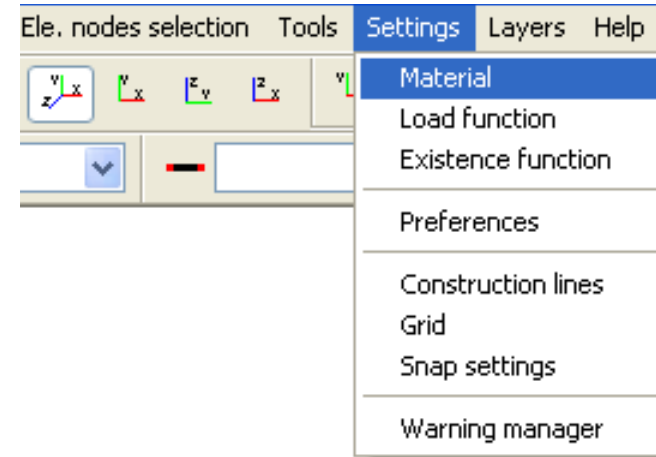 Ele. nodes selection Tools Settings Layers Help
Y X Z
Y X
Z Y
Z X
Y
Material
Load function
Existence function
Preferences
Construction lines
Grid
Snap settings
Warning manager